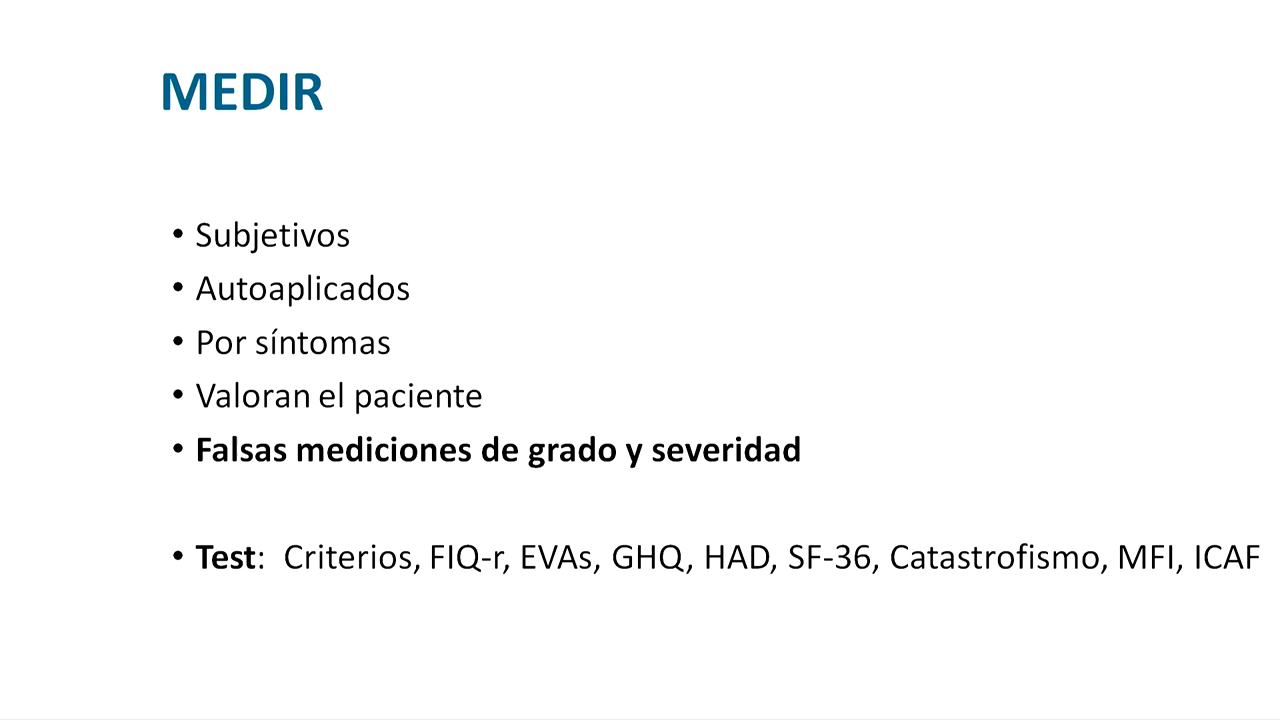 MEDIR
• Subjetivos
• Autoaplicados
• Por síntomas
• Valoran el paciente
• Falsas mediciones de grado y severidad
• Test: Criterios, FIQ-r, EVAs, GHQ, HAD, SF-36, Catastrofismo, MFI, ICAF